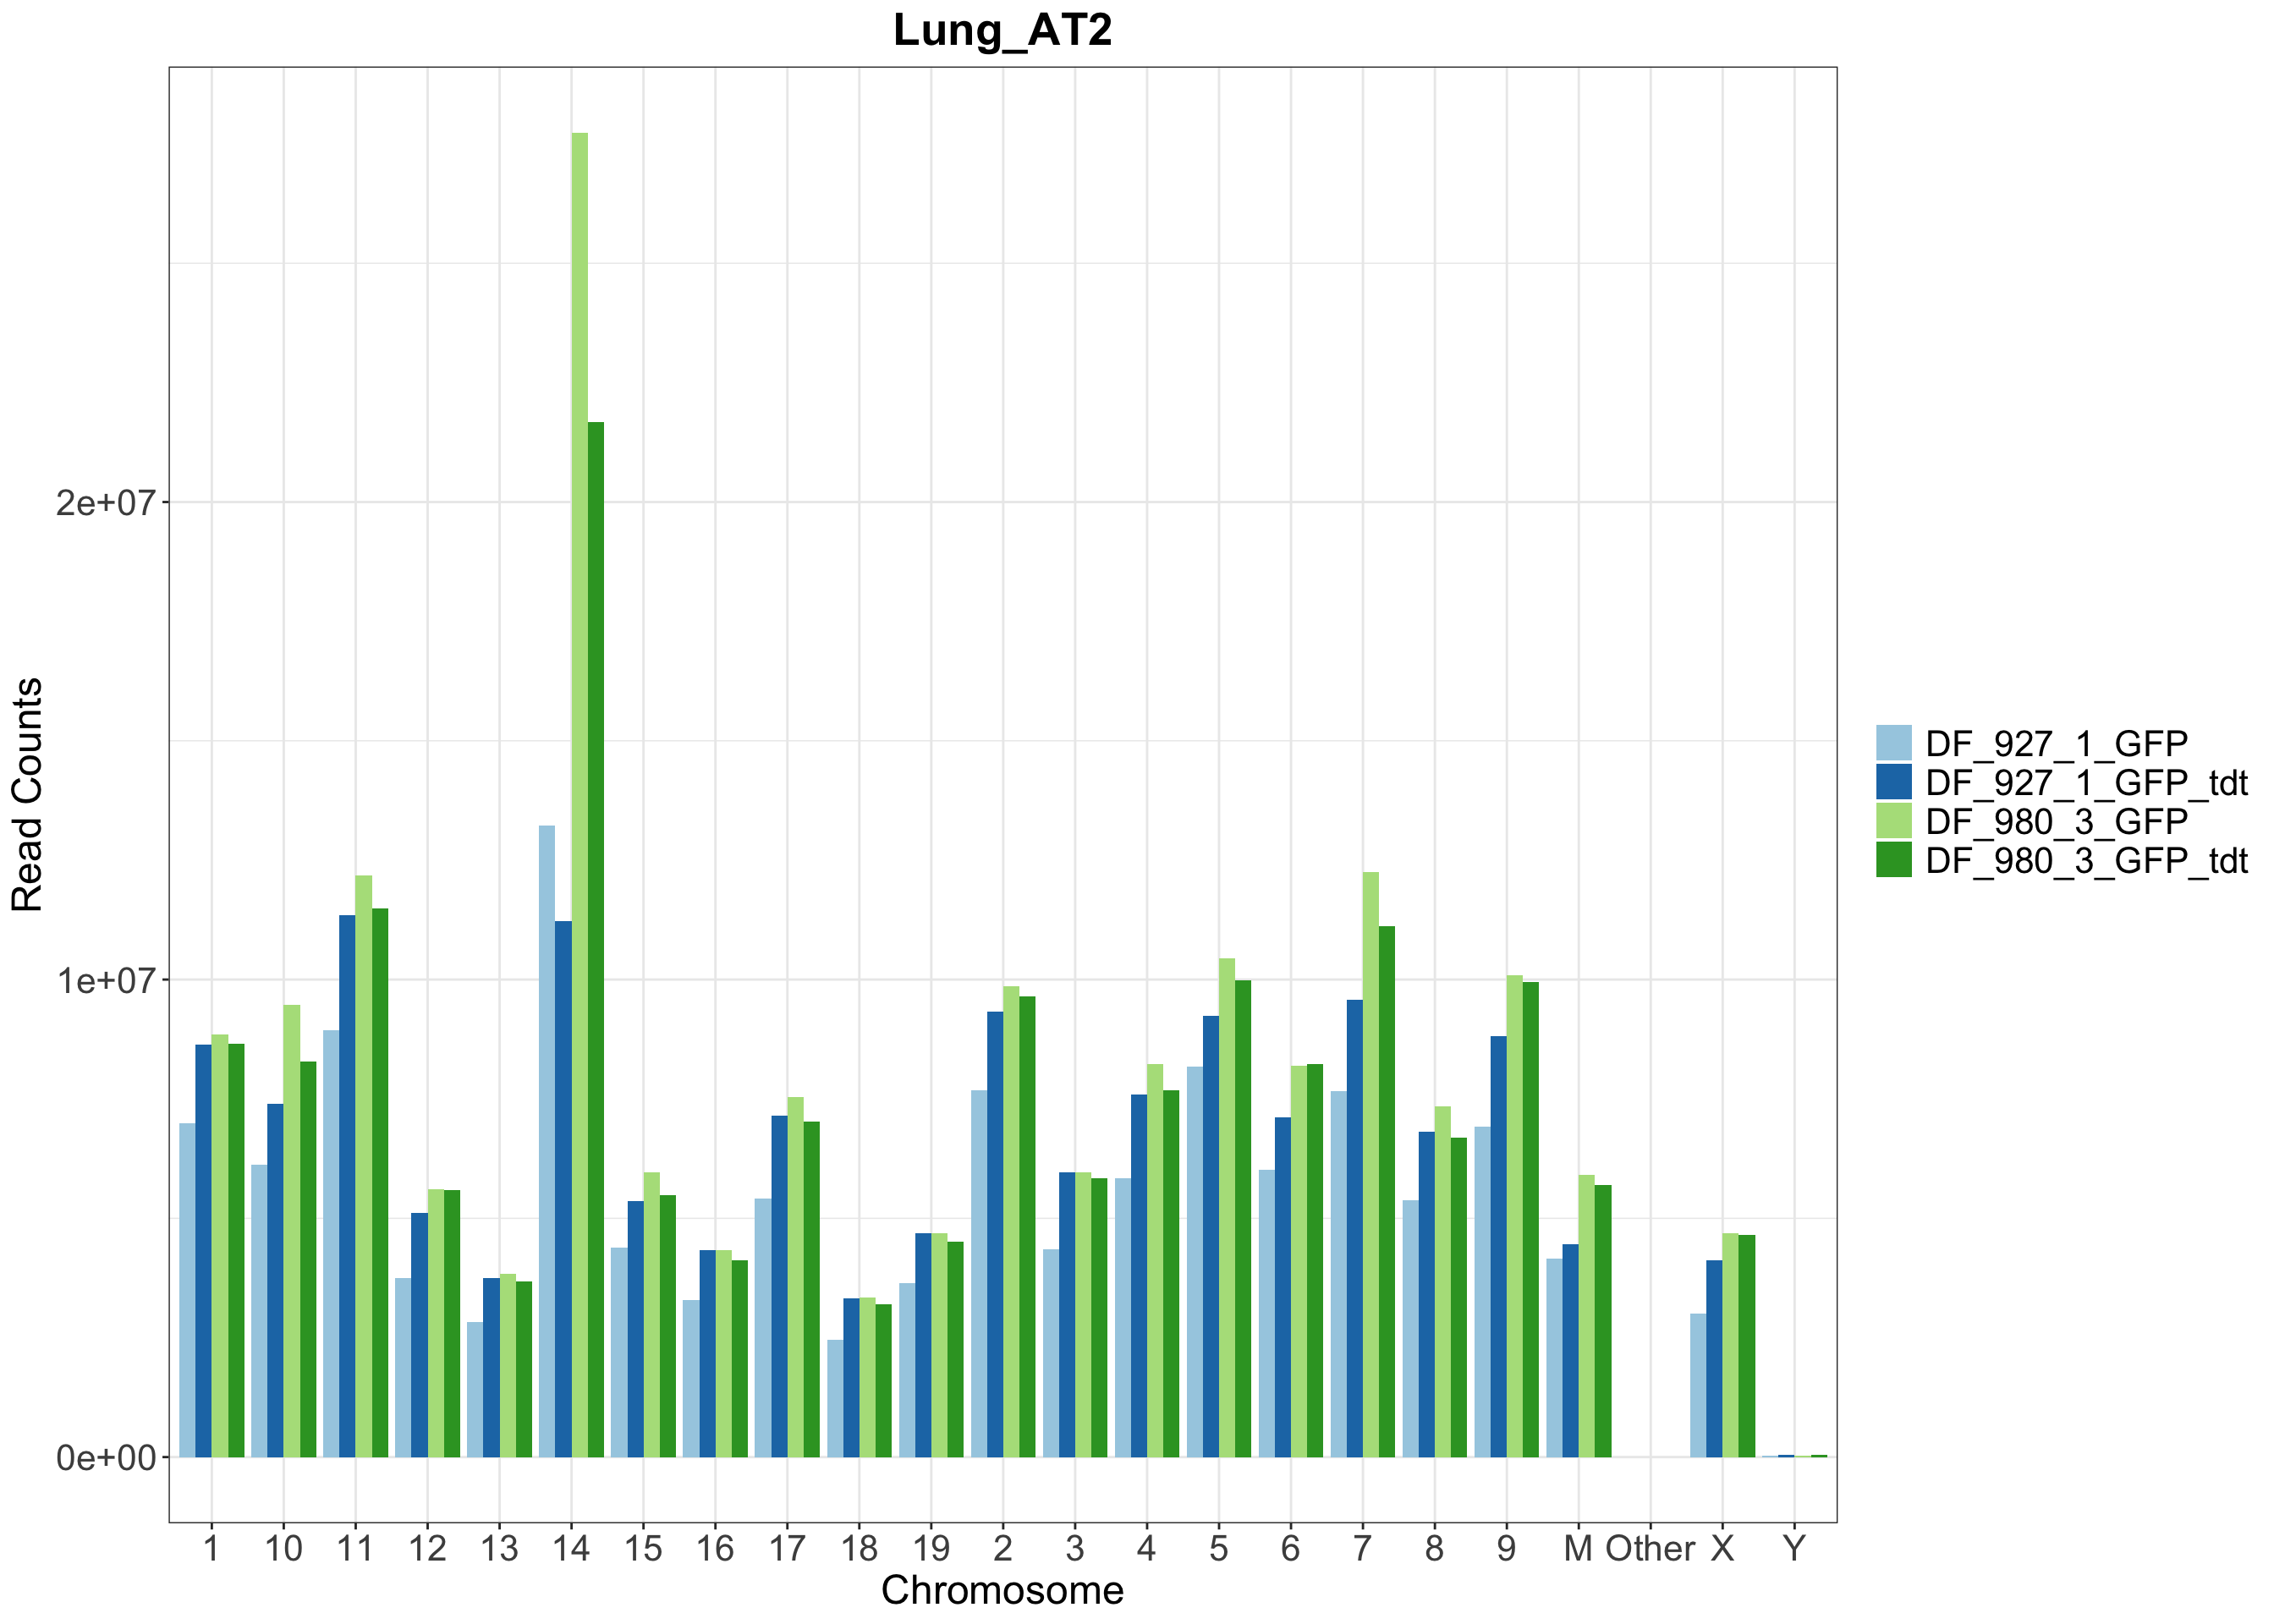 Lung_AT2
Read Counts
2e+07
1e+07
0e+00
1 10 11 12 13 14 15 16 17 18 19 2 3 4 5 6 7 8 9 M Other X Y
Chromosome
DF_927_1_GFP
DF_927_1_GFP_tdt
DF_980_3_GFP
DF_980_3_GFP_tdt